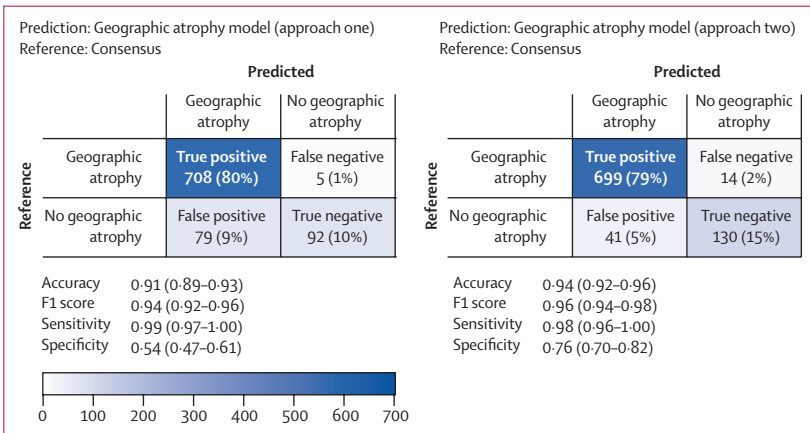 Prediction: Geographic atrophy model (approach one)
Reference: Consensus
Predicted
Geographic atrophy
No geographic atrophy
Reference
Geographic atrophy
True positive
708 (80%)
False negative
5 (1%)
No geographic atrophy
False positive
79 (9%)
True negative
92 (10%)
Accuracy 0·91 (0·89–0·93)
F1 score 0·94 (0·92–0·96)
Sensitivity 0·99 (0·97–1·00)
Specificity 0·54 (0·47–0·61)
0 100 200 300 400 500 600 700
Prediction: Geographic atrophy model (approach two)
Reference: Consensus
Predicted
Geographic atrophy
No geographic atrophy
Reference
Geographic atrophy
True positive
699 (79%)
False negative
14 (2%)
No geographic atrophy
False positive
41 (5%)
True negative
130 (15%)
Accuracy 0·94 (0·92–0·96)
F1 score 0·96 (0·94–0·98)
Sensitivity 0·98 (0·96–1·00)
Specificity 0·76 (0·70–0·82)